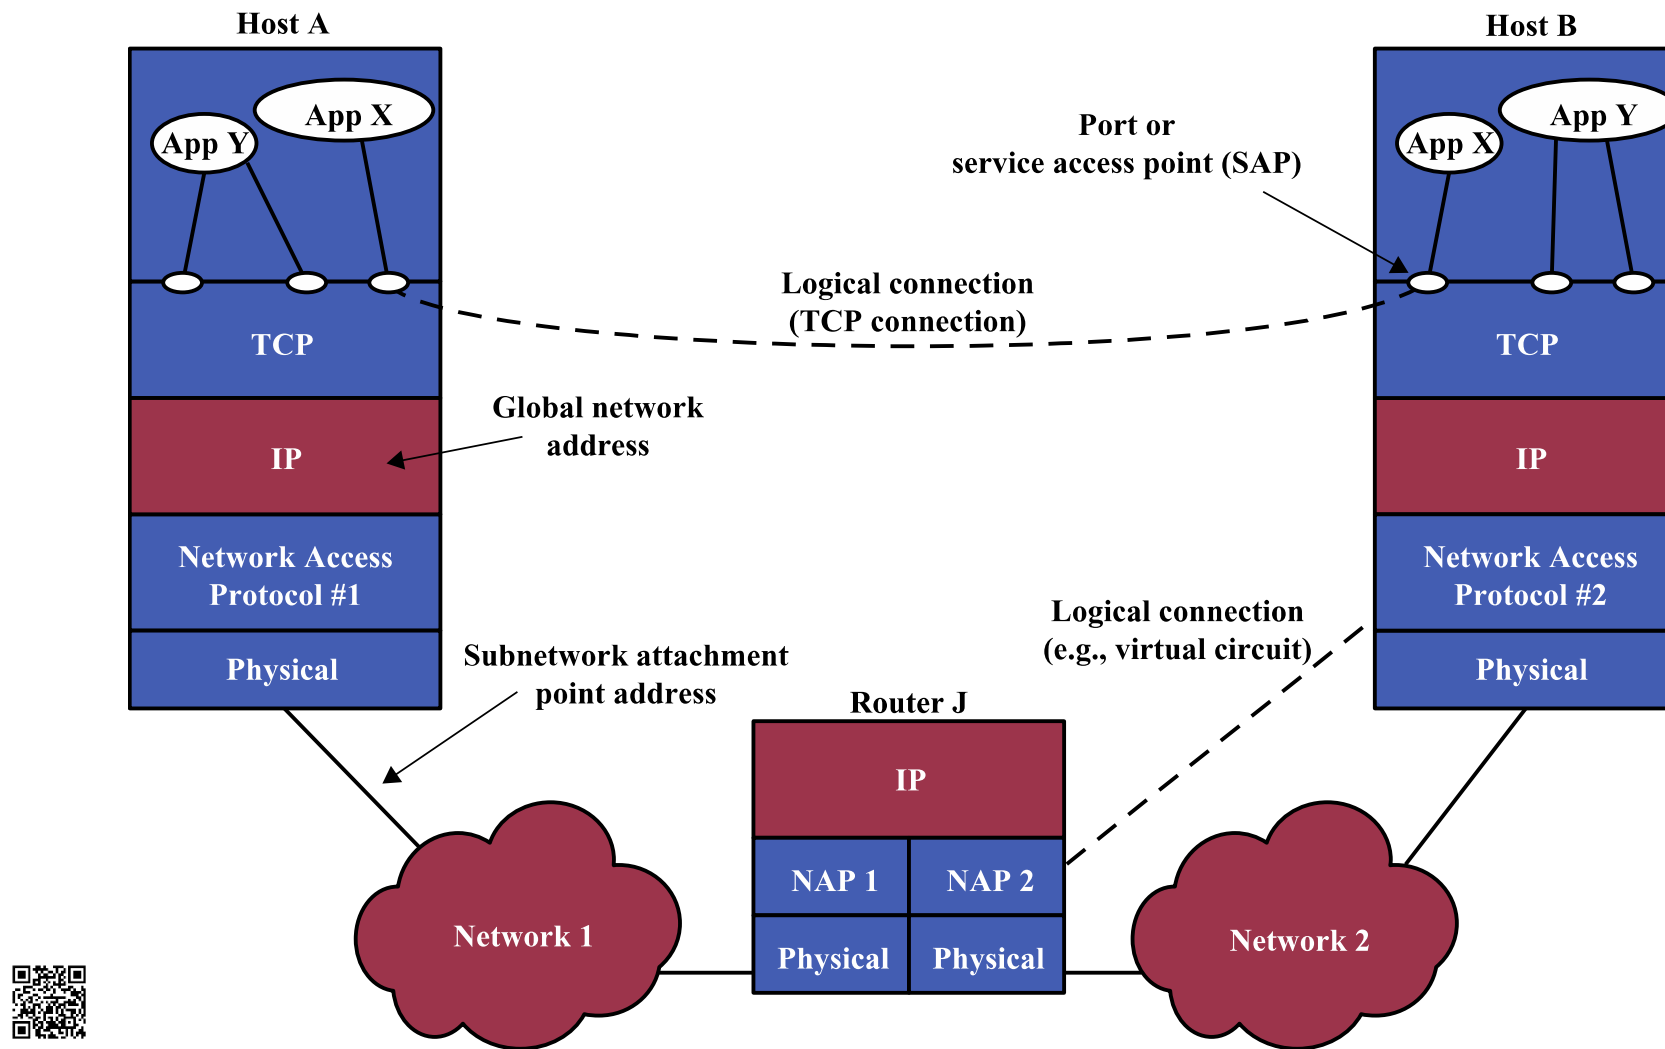 Host A
Host B
App Y
App X
Port or
service access point (SAP)
App X
App Y
Logical connection
(TCP connection)
TCP
TCP
Global network
address
IP
IP
Network Access
Protocol #1
Network Access
Protocol #2
Logical connection
(e.g., virtual circuit)
Physical
Subnetwork attachment
point address
Physical
Router J
IP
NAP 1
NAP 2
Network 1
Physical
Physical
Network 2